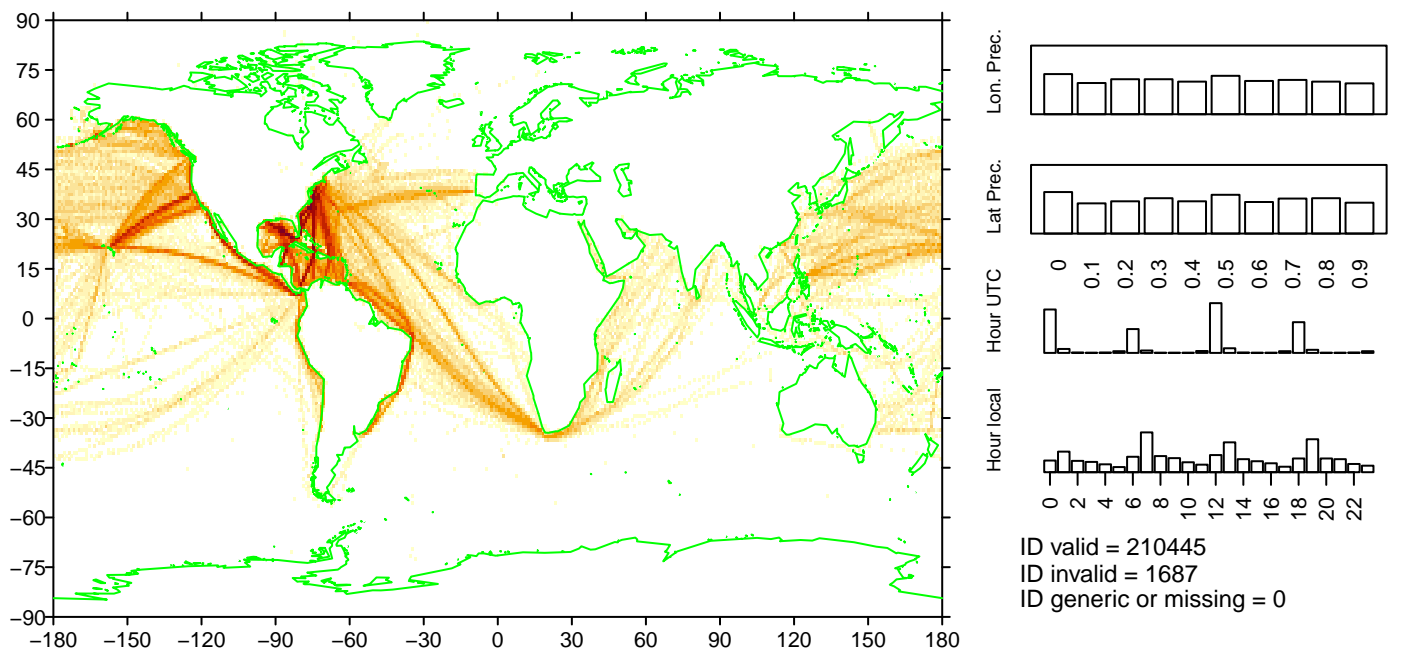 90
75
60
45
30
15
0
−15
−30
−45
−60
−75
−90
−180 −150 −120 −90 −60 −30 0 30 60 90 120 150 180
Lon. Prec.
Lat Prec.
0 0.1 0.2 0.3 0.4 0.5 0.6 0.7 0.8 0.9
Hour UTC
Hour local
0 2 4 6 8 10 12 14 16 18 20 22
ID valid = 210445
ID invalid = 1687
ID generic or missing = 0